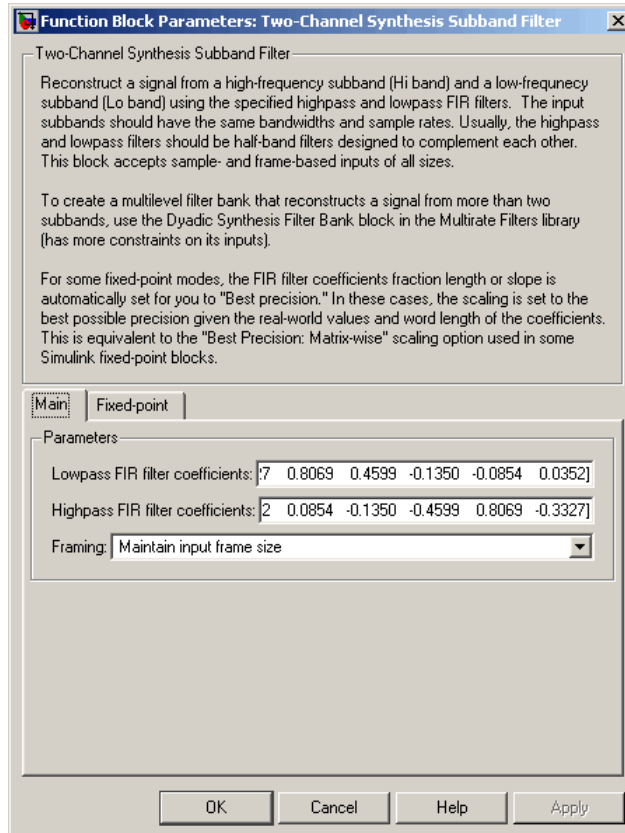 Function Block Parameters: Two-Channel Synthesis Subband Filter
Two-Channel Synthesis Subband Filter
Reconstruct a signal from a high-frequency subband (Hi band) and a low-frequnecy
subband (Lo band) using the specified highpass and lowpass FIR filters. The input
subbands should have the same bandwidths and sample rates. Usually, the highpass
and lowpass filters should be half-band filters designed to complement each other.
This block accepts sample- and frame-based inputs of all sizes.
To create a multilevel filter bank that reconstructs a signal from more than two
subbands, use the Dyadic Synthesis Filter Bank block in the Multirate Filters library
(has more constraints on its inputs).
For some fixed-point modes, the FIR filter coefficients fraction length or slope is
automatically set for you to "Best precision." In these cases, the scaling is set to the
best possible precision given the real-world values and word length of the coefficients.
This is equivalent to the "Best Precision: Matrix-wise" scaling option used in some
Simulink fixed-point blocks.
Main Fixed-point
Parameters
Lowpass FIR filter coefficients: 7 0.8069 0.4599 -0.1350 -0.0854 0.0352]
Highpass FIR filter coefficients: 2 0.0854 -0.1350 -0.4599 0.8069 -0.3327]
Framing: Maintain input frame size
OK Cancel Help Apply